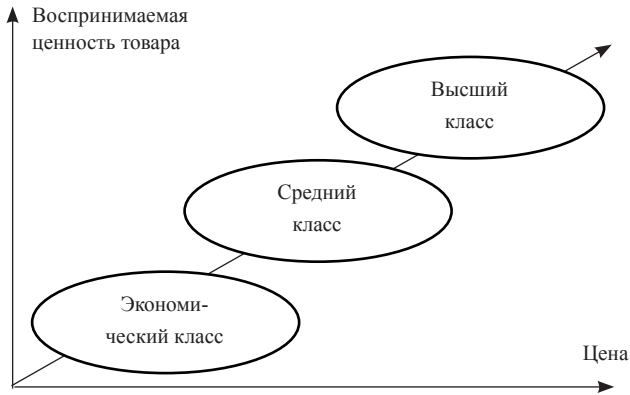 Воспринимаемая
ценность товара
Высший
класс
Средний
класс
Экономи-
ческий класс
Цена